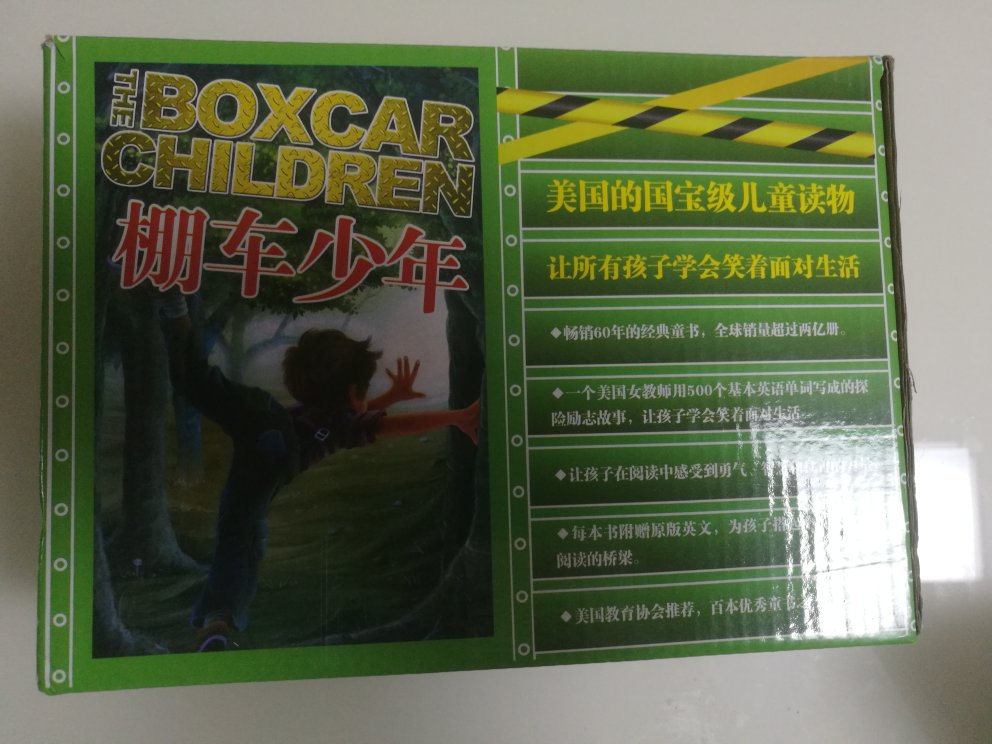 THE BOXCAR
CHILDREN
棚车少年
美国的国宝级儿童读物
让所有孩子学会笑着面对生活
◆畅销60年的经典童书，全球销量超过两亿册。
◆一个美国女教师用500个基本英语单词写成的探
险励志故事，让孩子学会笑着面对生活。
◆让孩子在阅读中感受到勇气、
◆每本书附赠原版英文，为孩子搭
阅读的桥梁。
◆美国教育协会推荐，百本优秀童书